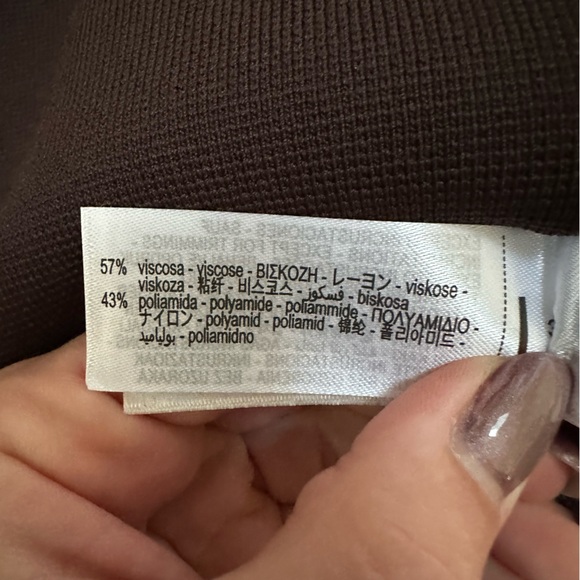 57% viscosa - viscose - ΒΙΣΚΟΖΗ - レーヨン - viskose -
viskoza - 粘纤 - 비스코스 - فسكوز - biskosa
43% poliamida - polyamide - poliammide - ΠΟΛΥΑΜΙΔΙΟ -
ナイロン - polyamid - poliamid - 锦纶 - 폴리아미드 -
بولياميد - poliamidno